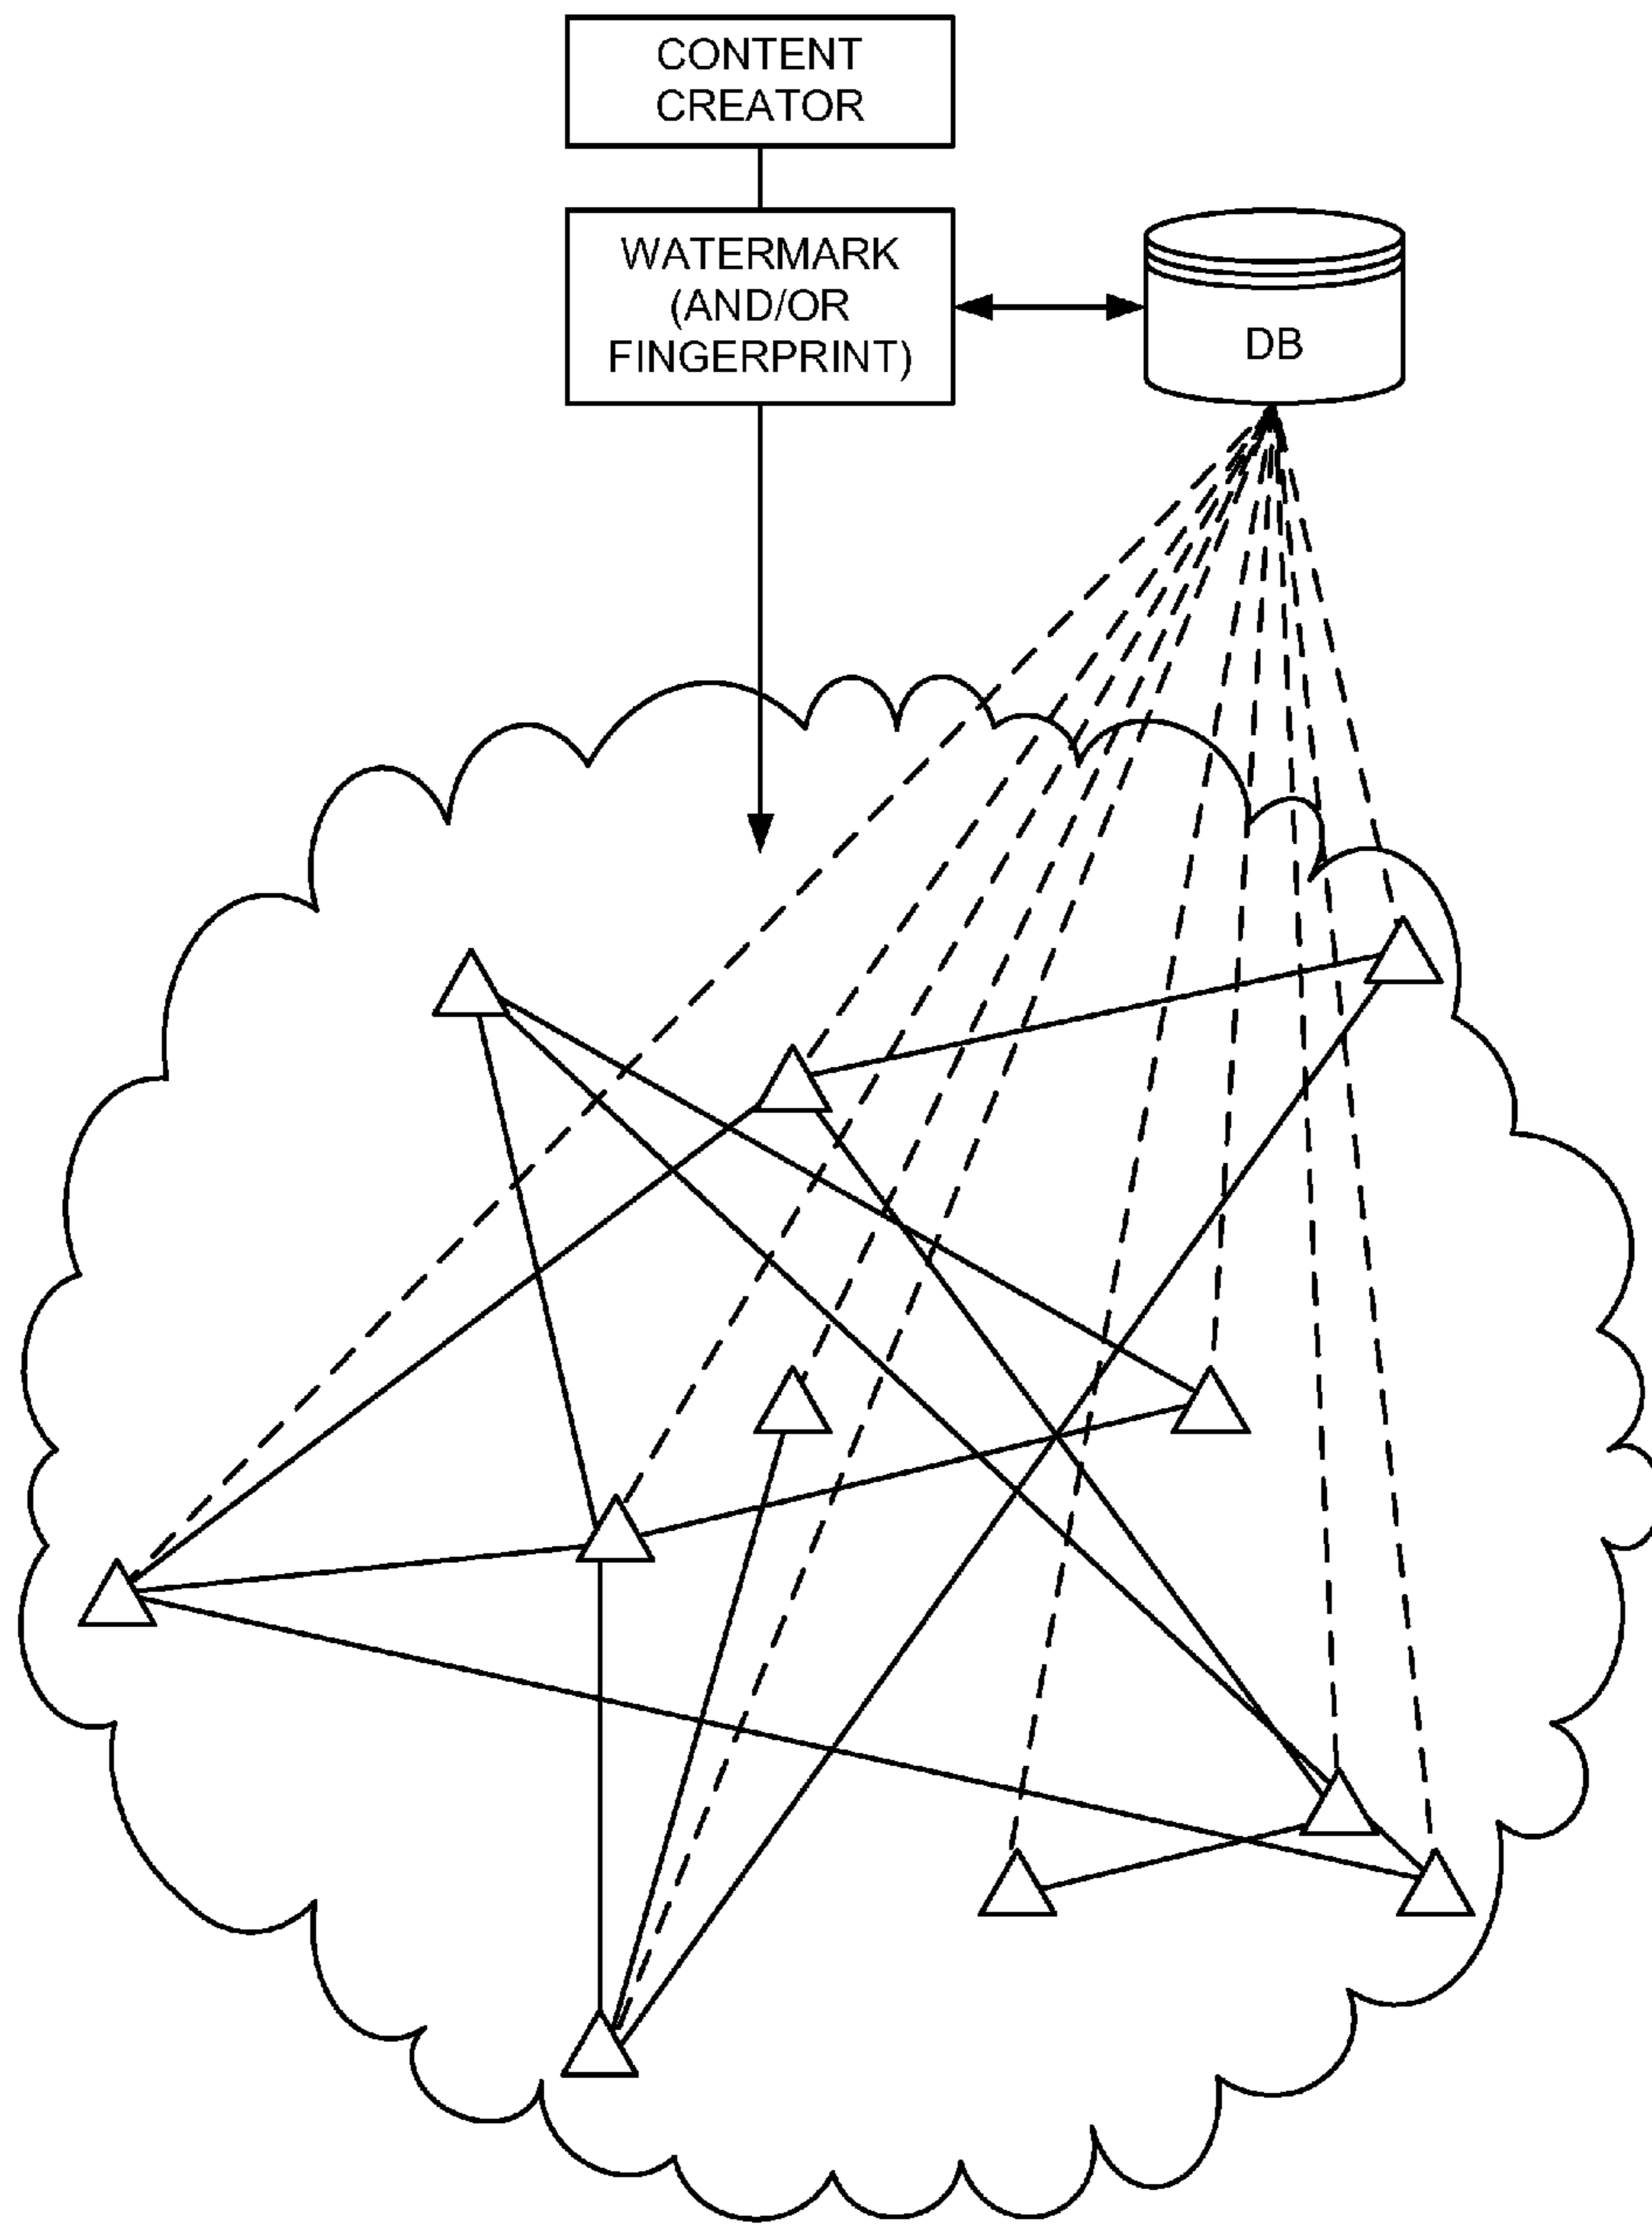 CONTENT
CREATOR
WATERMARK
(AND/OR
FINGERPRINT)
DB